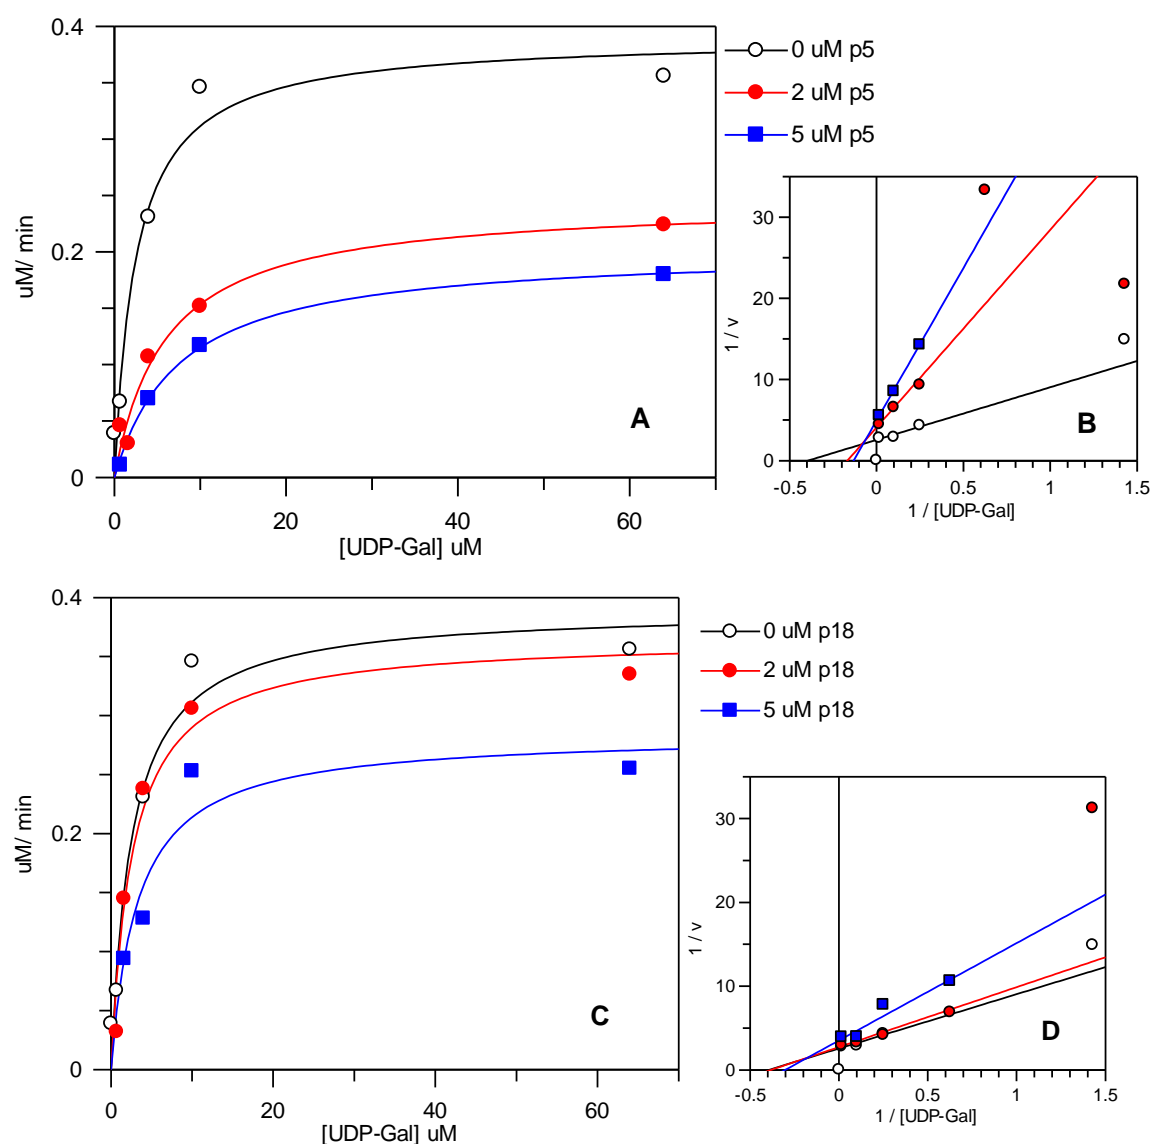 0.4
0.2
0
uM/ min
0
20
40
60
[UDP-Gal] uM
A
0 uM p5
2 uM p5
5 uM p5
30
20
10
0
1 / v
-0.5
0
0.5
1
1.5
1 / [UDP-Gal]
B
0.4
0.2
0
uM/ min
0
20
40
60
[UDP-Gal] uM
C
0 uM p18
2 uM p18
5 uM p18
30
20
10
0
1 / v
-0.5
0
0.5
1
1.5
1 / [UDP-Gal]
D